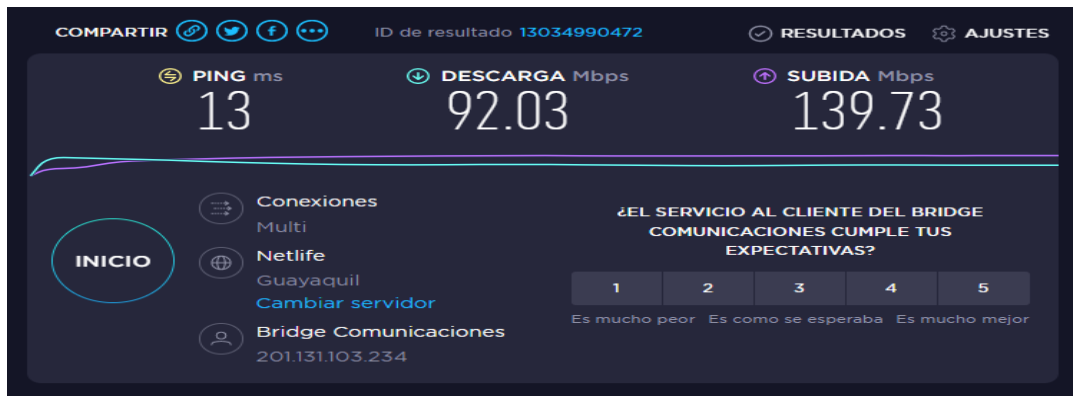 COMPARTIR ID de resultado 13034990472 RESULTADOS AJUSTES
PING ms DESCARGA Mbps SUBIDA Mbps
13 92.03 139.73
Conexiones
Multi
Netlife
Guayaquil
Cambiar servidor
Bridge Comunicaciones
201.131.103.234
INICIO
¿EL SERVICIO AL CLIENTE DEL BRIDGE
COMUNICACIONES CUMPLE TUS
EXPECTATIVAS?
1 2 3 4 5
Es mucho peor Es como se esperaba Es mucho mejor